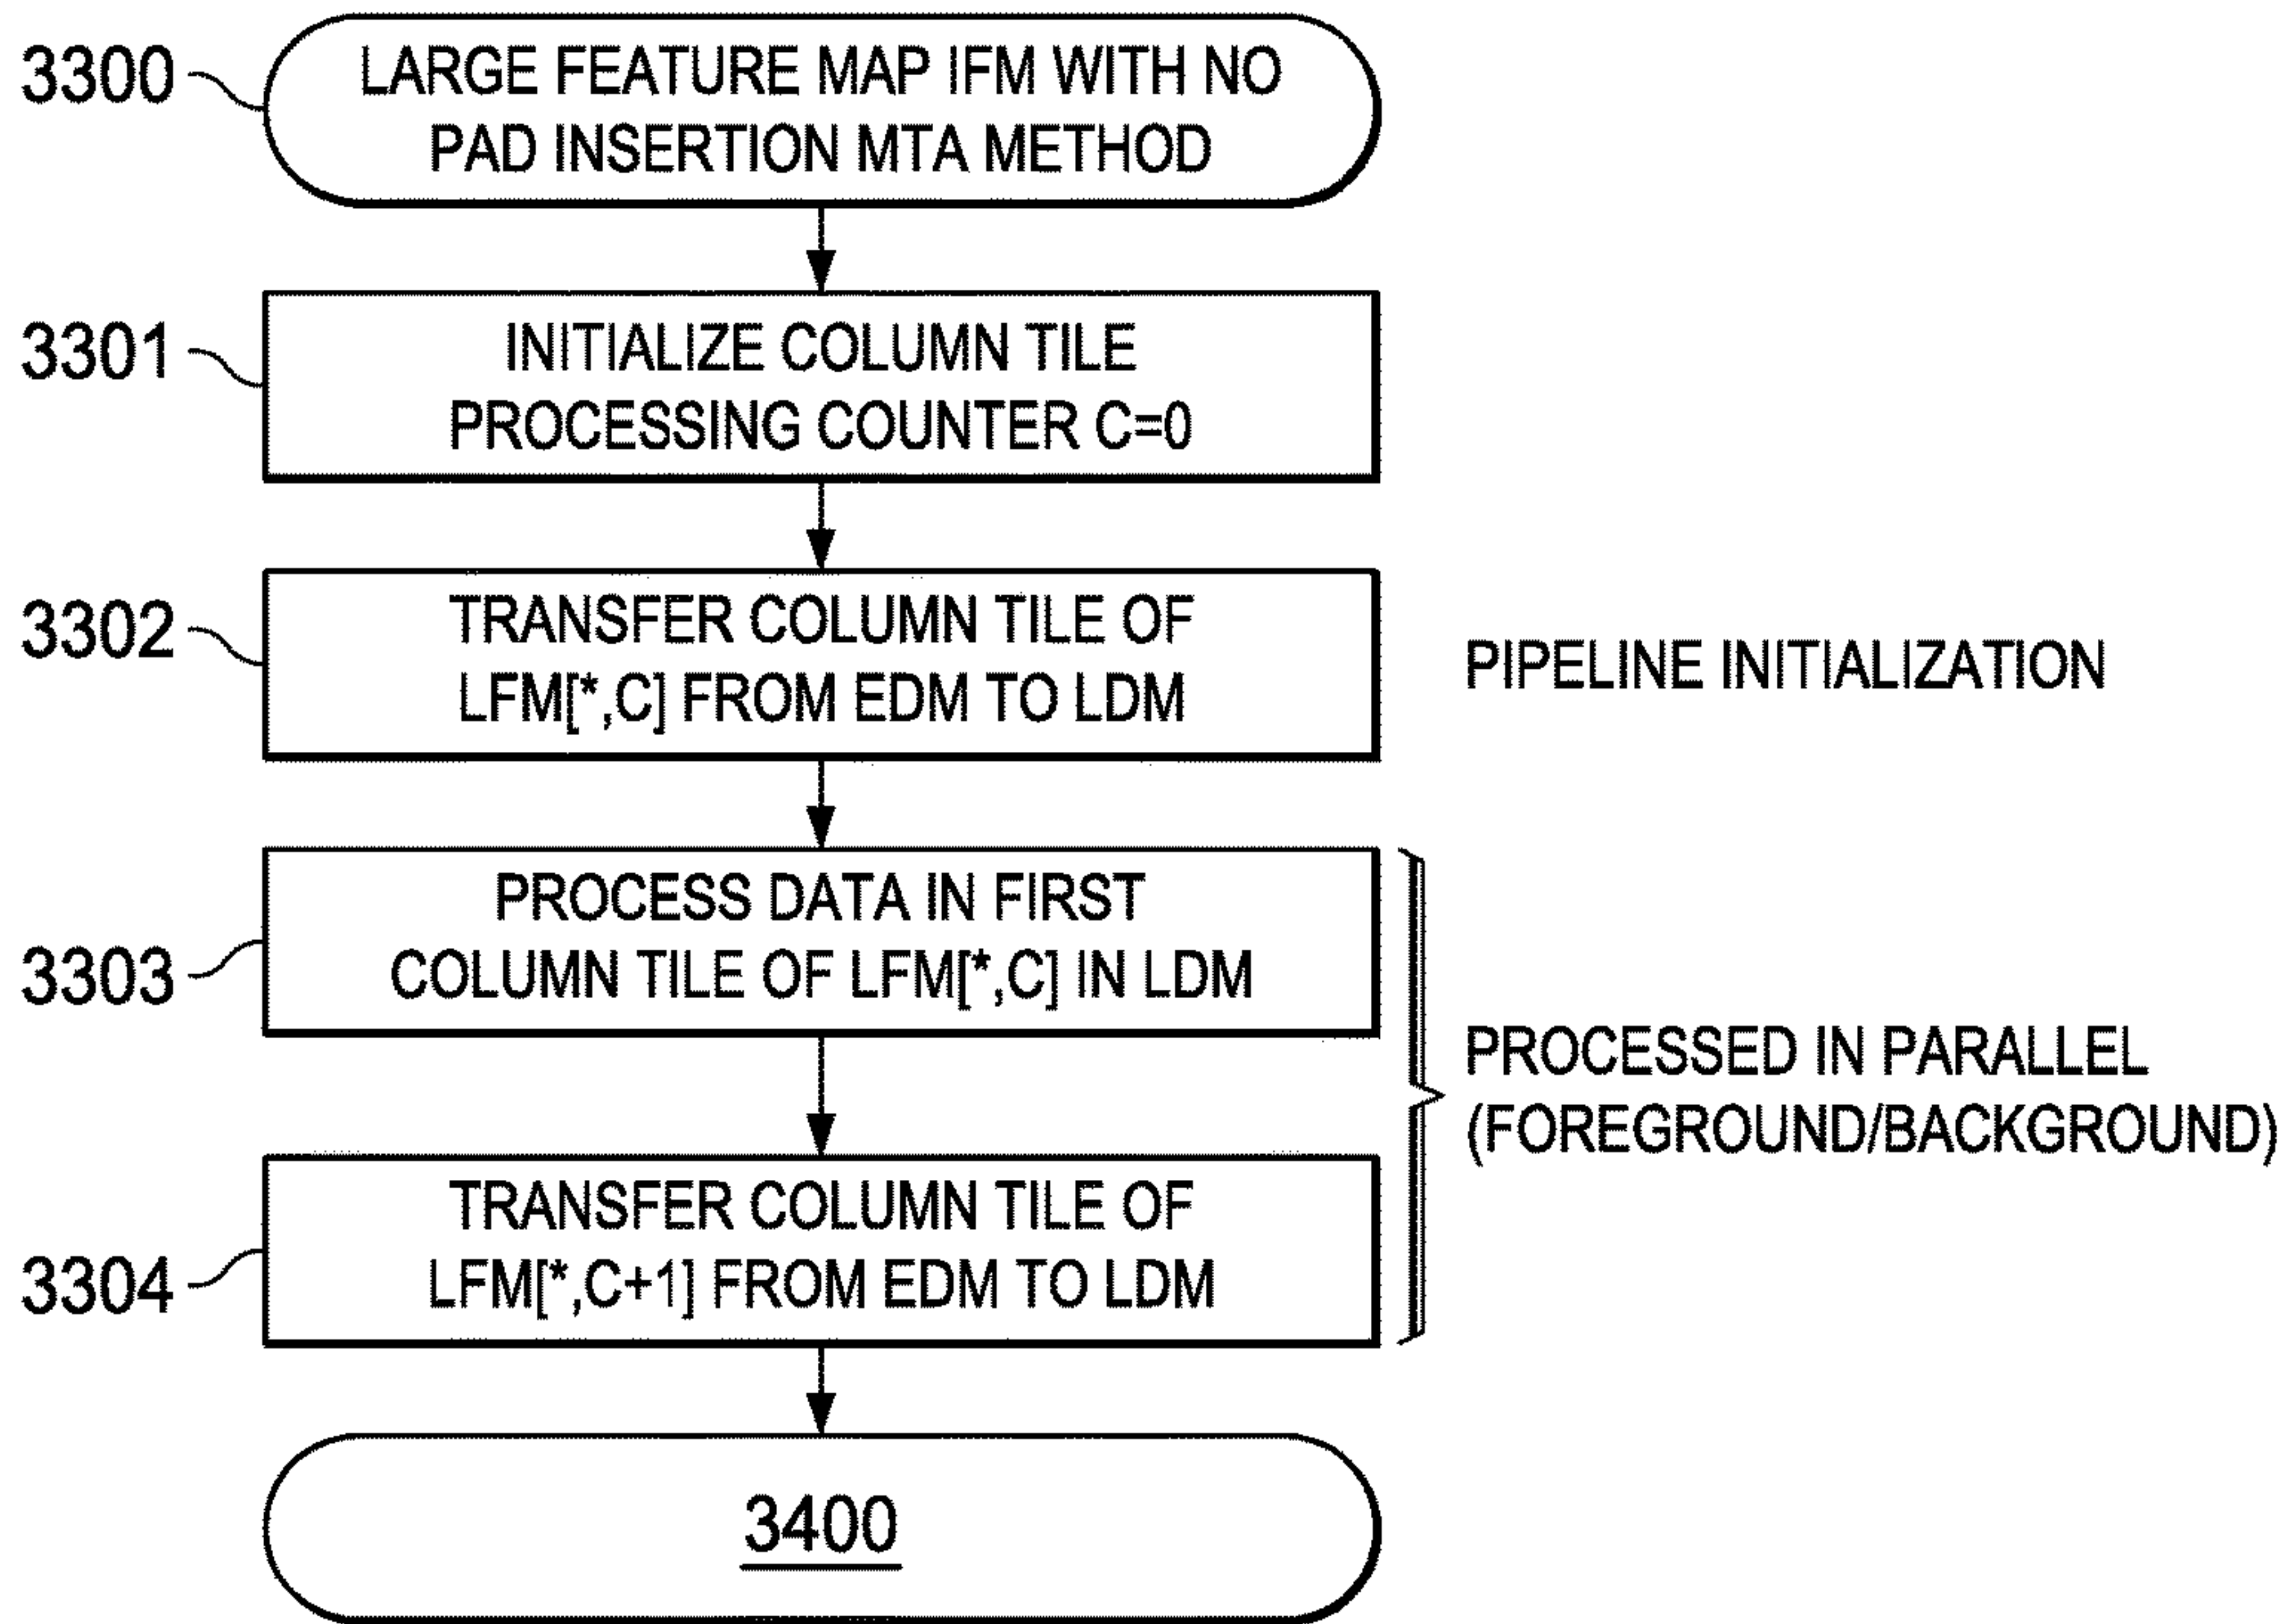 3300
LARGE FEATURE MAP IFM WITH NO
PAD INSERTION MTA METHOD
3301
INITIALIZE COLUMN TILE
PROCESSING COUNTER C=0
3302
TRANSFER COLUMN TILE OF
LFM[*,C] FROM EDM TO LDM
PIPELINE INITIALIZATION
3303
PROCESS DATA IN FIRST
COLUMN TILE OF LFM[*,C] IN LDM
PROCESSED IN PARALLEL
(FOREGROUND/BACKGROUND)
3304
TRANSFER COLUMN TILE OF
LFM[*,C+1] FROM EDM TO LDM
3400